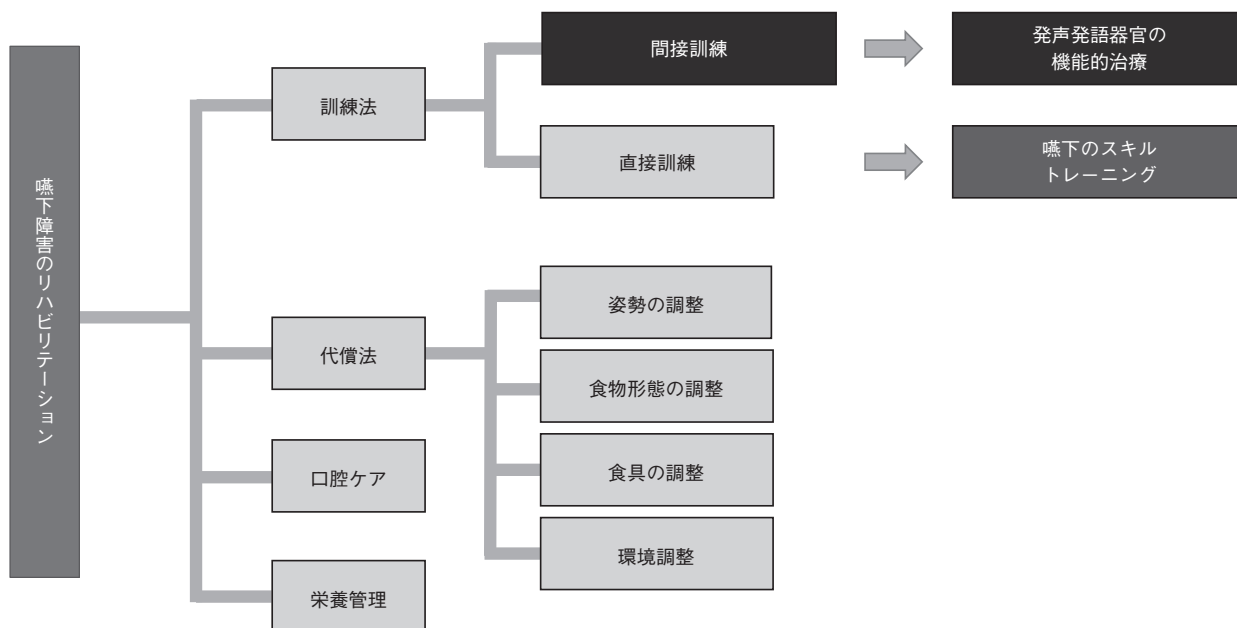 嚥下障害のリハビリテーション
訓練法
間接訓練
発声発語器官の
機能的治療
直接訓練
嚥下のスキル
トレーニング
代償法
姿勢の調整
食物形態の調整
食具の調整
環境調整
口腔ケア
栄養管理